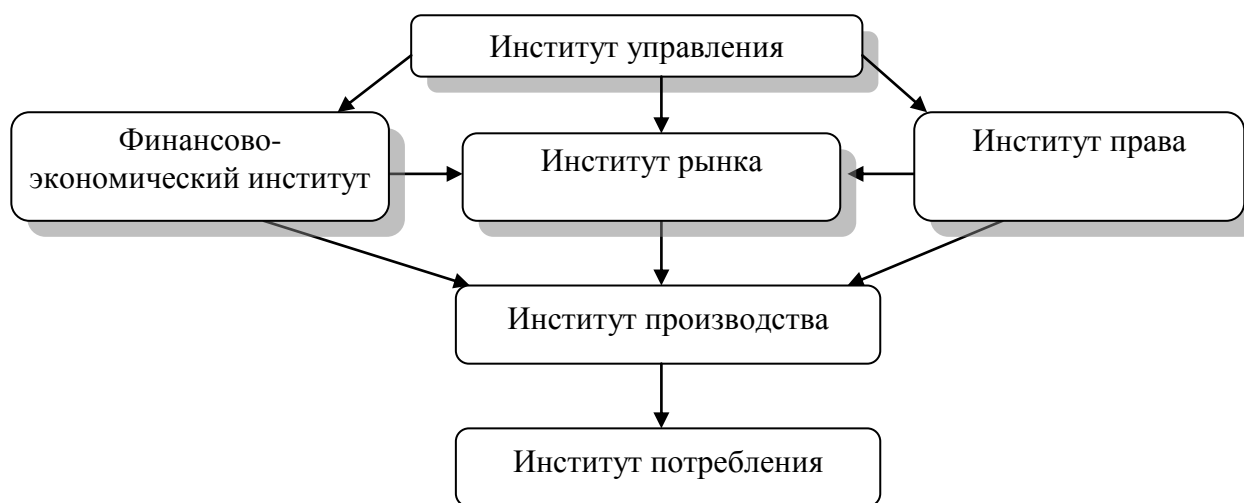 Институт управления
Финансово-
экономический институт
Институт рынка
Институт права
Институт производства
Институт потребления